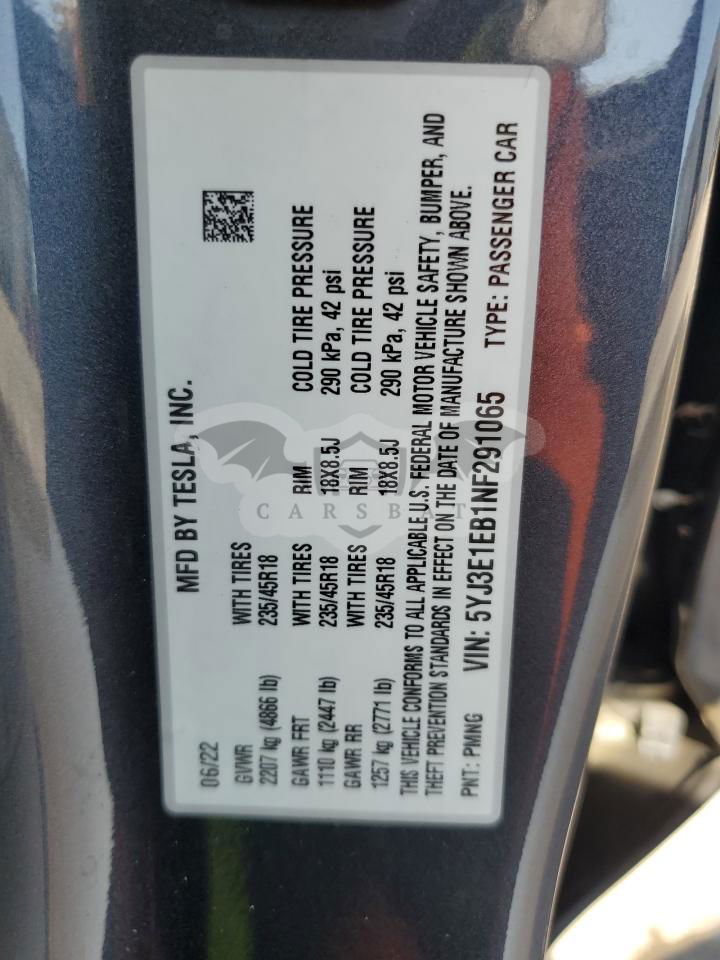 MFD BY TESLA, INC.
06/22
GVWR WITH TIRES
2207 kg (4866 lb) 235/45R18
GAWR FRT WITH TIRES RIM COLD TIRE PRESSURE
1110 kg (2447 lb) 235/45R18 18X8.5J 290 kPa, 42 psi
GAWR RR WITH TIRES RIM COLD TIRE PRESSURE
1257 kg (2771 lb) 235/45R18 18X8.5J 290 kPa, 42 psi
THIS VEHICLE CONFORMS TO ALL APPLICABLE U.S. FEDERAL MOTOR VEHICLE SAFETY, BUMPER, AND
THEFT PREVENTION STANDARDS IN EFFECT ON THE DATE OF MANUFACTURE SHOWN ABOVE.
PNT: PMNG VIN: 5YJ3E1EB1NF291065 TYPE: PASSENGER CAR
CARSBAT